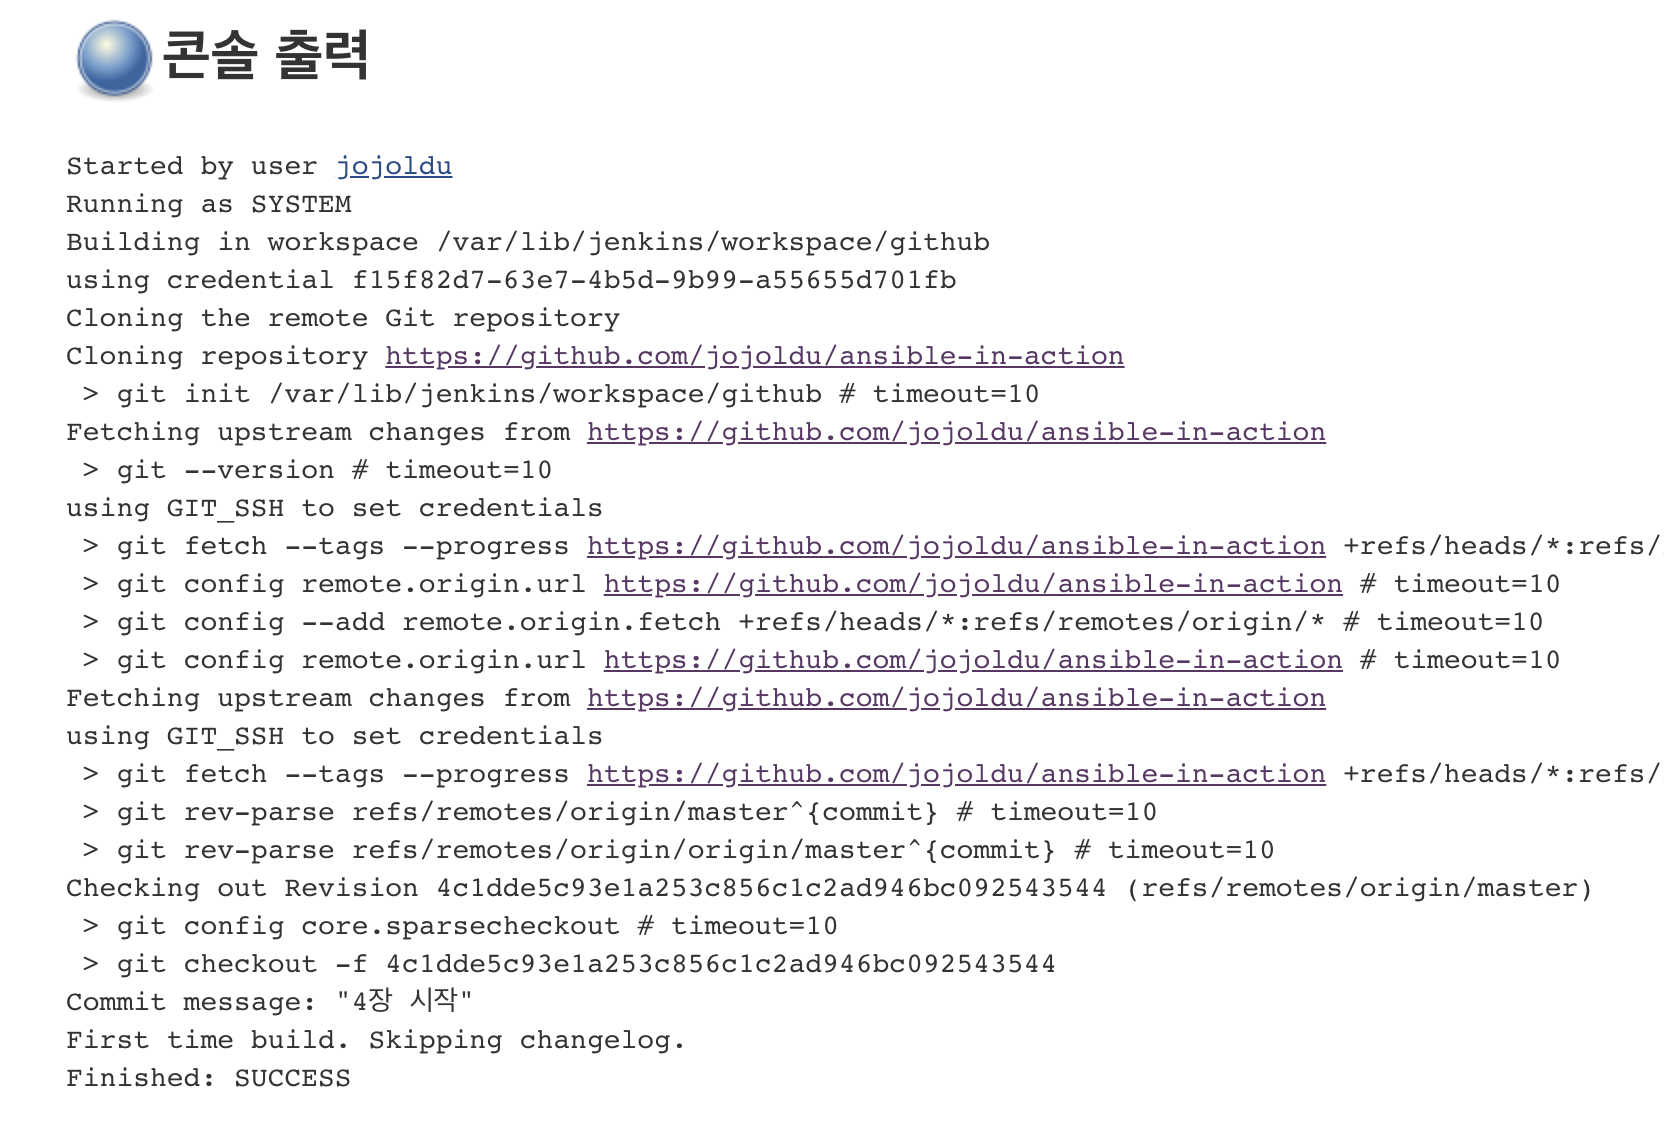 콘솔 출력
Started by user jojoldu
Running as SYSTEM
Building in workspace /var/lib/jenkins/workspace/github
using credential f15f82d7-63e7-4b5d-9b99-a55655d701fb
Cloning the remote Git repository
Cloning repository https://github.com/jojoldu/ansible-in-action
 > git init /var/lib/jenkins/workspace/github # timeout=10
Fetching upstream changes from https://github.com/jojoldu/ansible-in-action
 > git --version # timeout=10
using GIT_SSH to set credentials
 > git fetch --tags --progress https://github.com/jojoldu/ansible-in-action +refs/heads/*:refs/
 > git config remote.origin.url https://github.com/jojoldu/ansible-in-action # timeout=10
 > git config --add remote.origin.fetch +refs/heads/*:refs/remotes/origin/* # timeout=10
 > git config remote.origin.url https://github.com/jojoldu/ansible-in-action # timeout=10
Fetching upstream changes from https://github.com/jojoldu/ansible-in-action
using GIT_SSH to set credentials
 > git fetch --tags --progress https://github.com/jojoldu/ansible-in-action +refs/heads/*:refs/
 > git rev-parse refs/remotes/origin/master^{commit} # timeout=10
 > git rev-parse refs/remotes/origin/origin/master^{commit} # timeout=10
Checking out Revision 4c1dde5c93e1a253c856c1c2ad946bc092543544 (refs/remotes/origin/master)
 > git config core.sparsecheckout # timeout=10
 > git checkout -f 4c1dde5c93e1a253c856c1c2ad946bc092543544
Commit message: "4장 시작"
First time build. Skipping changelog.
Finished: SUCCESS